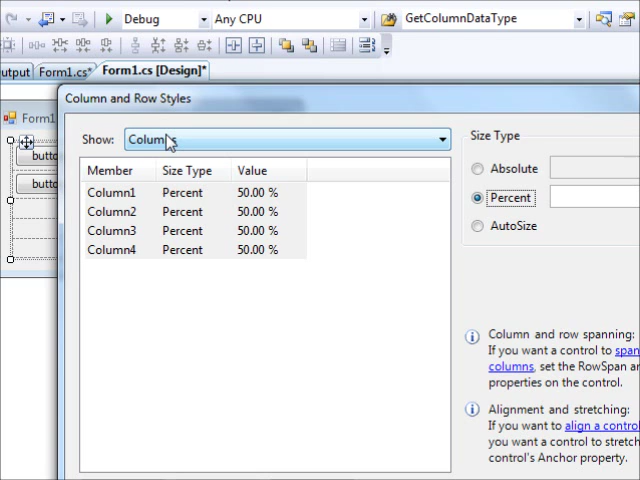 Debug Any CPU GetColumnDataType
utput Form1.cs* Form1.cs [Design]*
Column and Row Styles
Form1
Show: Columns
butto
butto
Member Size Type Value
Column1 Percent 50.00 %
Column2 Percent 50.00 %
Column3 Percent 50.00 %
Column4 Percent 50.00 %
Size Type
Absolute
Percent
AutoSize
Column and row spanning:
If you want a control to span
columns, set the RowSpan an
properties on the control.
Alignment and stretching:
If you want to align a control
you want a control to stretch
control's Anchor property.